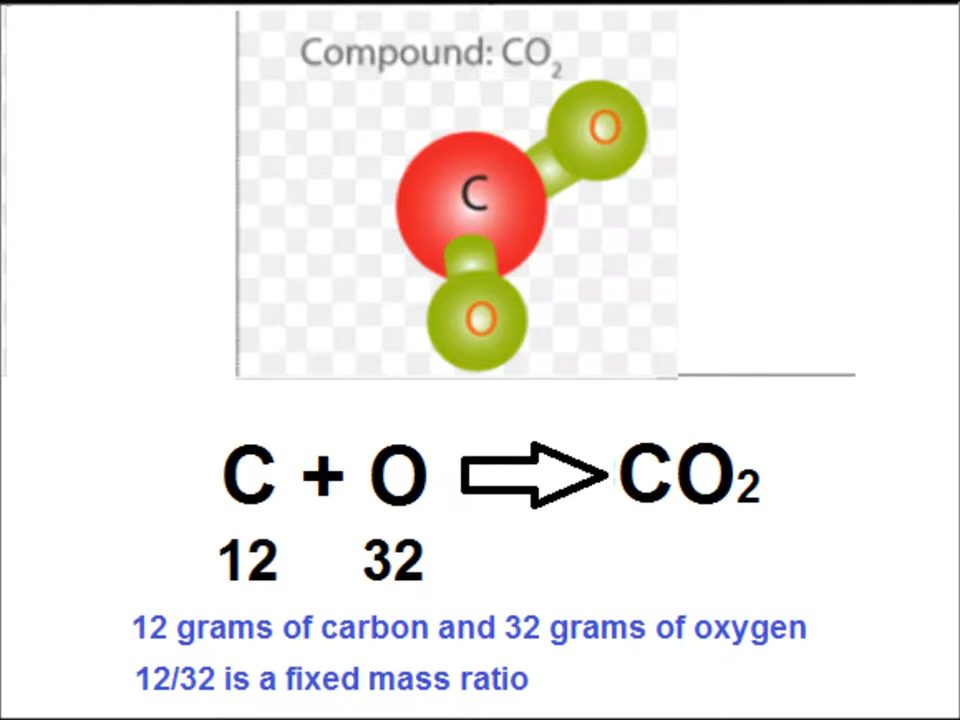 Compound: CO₂
O
C
O
C + O ⇨ CO₂
12 32
12 grams of carbon and 32 grams of oxygen
12/32 is a fixed mass ratio